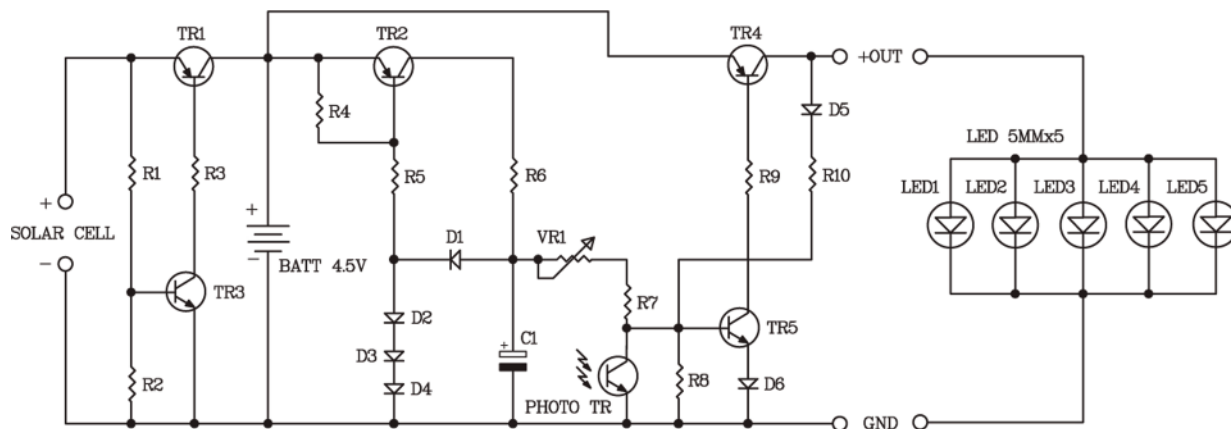 TR1
TR2
TR4
+OUT
D5
R4
LED 5MMx5
R1
R3
R5
R6
R9
R10
LED1
LED2
LED3
LED4
LED5
+
SOLAR CELL
-
+
-
BATT 4.5V
D1
VR1
TR3
R7
D2
TR5
+
C1
D3
R2
D4
PHOTO TR
R8
D6
GND